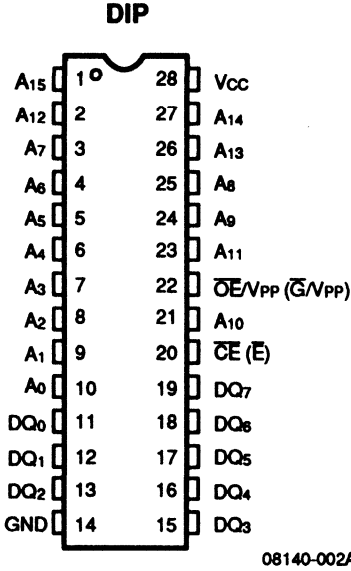 DIP
A15 1 28 VCC
A12 2 27 A14
A7 3 26 A13
A6 4 25 A8
A5 5 24 A9
A4 6 23 A11
A3 7 22 O̅E̅/VPP (G̅/VPP)
A2 8 21 A10
A1 9 20 C̅E̅ (E̅)
A0 10 19 DQ7
DQ0 11 18 DQ6
DQ1 12 17 DQ5
DQ2 13 16 DQ4
GND 14 15 DQ3
08140-002A